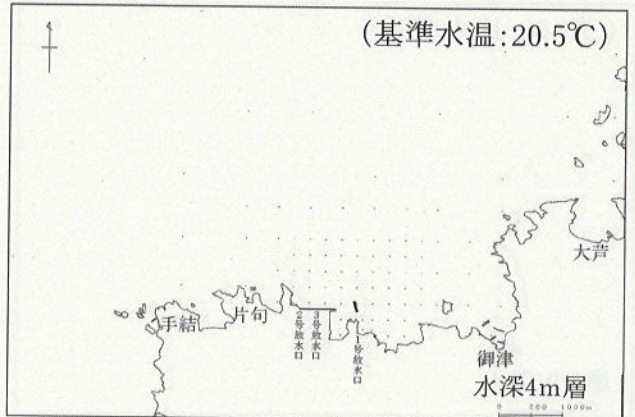 (基準水温:20.5℃)
大芦
手結
片句
2号放水口
3号放水口
1号放水口
御津
水深4m層
0 500 1000m